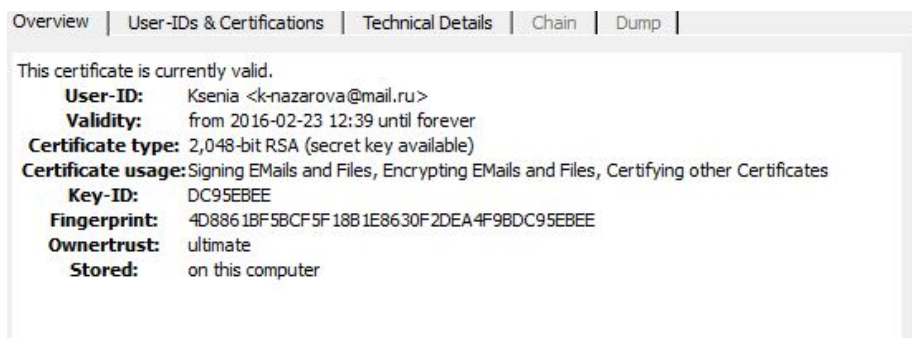 Overview User-IDs & Certifications Technical Details Chain Dump
This certificate is currently valid.
User-ID: Ksenia <k-nazarova@mail.ru>
Validity: from 2016-02-23 12:39 until forever
Certificate type: 2,048-bit RSA (secret key available)
Certificate usage: Signing EMails and Files, Encrypting EMails and Files, Certifying other Certificates
Key-ID: DC95EBEE
Fingerprint: 4D8861BF5BCF5F18B1E8630F2DEA4F9BDC95EBEE
Ownertrust: ultimate
Stored: on this computer